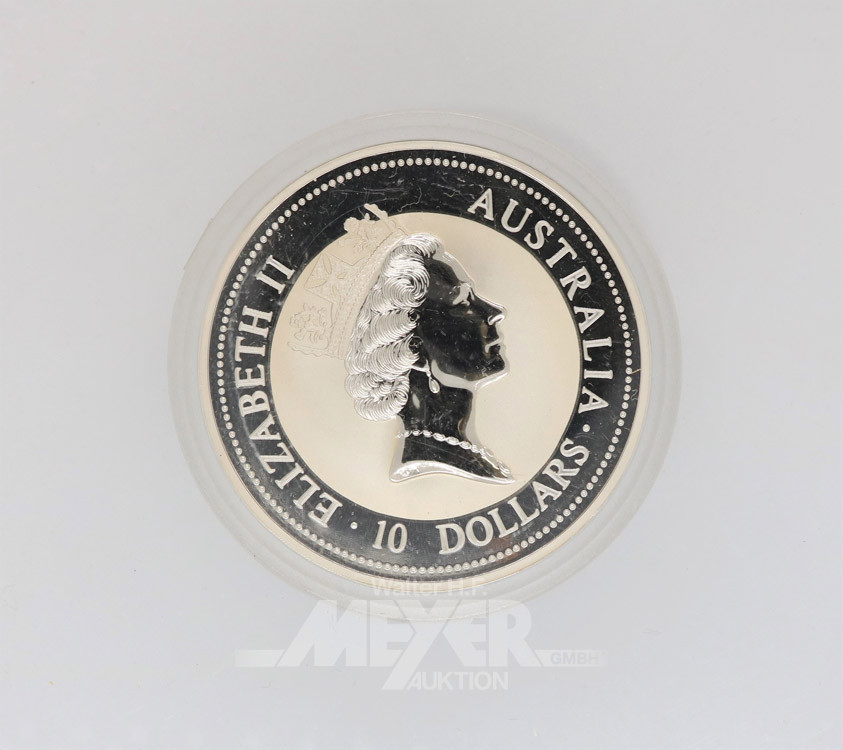 ELIZABETH II
AUSTRALIA · 10 DOLLARS ·
Walter H.F.
MEYER
GMBH
AUKTION